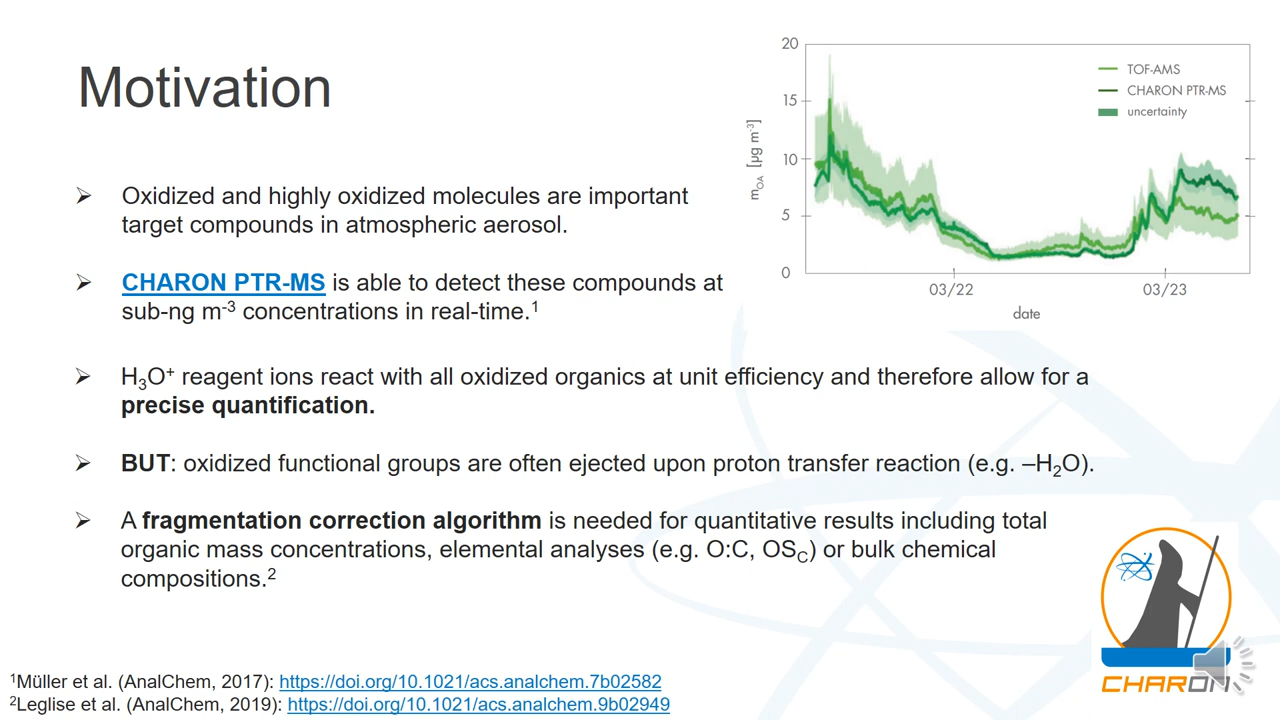 Motivation
➢ Oxidized and highly oxidized molecules are important
target compounds in atmospheric aerosol.
➢ CHARON PTR-MS is able to detect these compounds at
sub-ng m⁻³ concentrations in real-time.¹
➢ H₃O⁺ reagent ions react with all oxidized organics at unit efficiency and therefore allow for a
precise quantification.
➢ BUT: oxidized functional groups are often ejected upon proton transfer reaction (e.g. –H₂O).
➢ A fragmentation correction algorithm is needed for quantitative results including total
organic mass concentrations, elemental analyses (e.g. O:C, OS_C) or bulk chemical
compositions.²
20
15
10
5
0
m_OA [µg m⁻³]
TOF-AMS
CHARON PTR-MS
uncertainty
03/22
03/23
date
CHARON
¹Müller et al. (AnalChem, 2017): https://doi.org/10.1021/acs.analchem.7b02582
²Leglise et al. (AnalChem, 2019): https://doi.org/10.1021/acs.analchem.9b02949